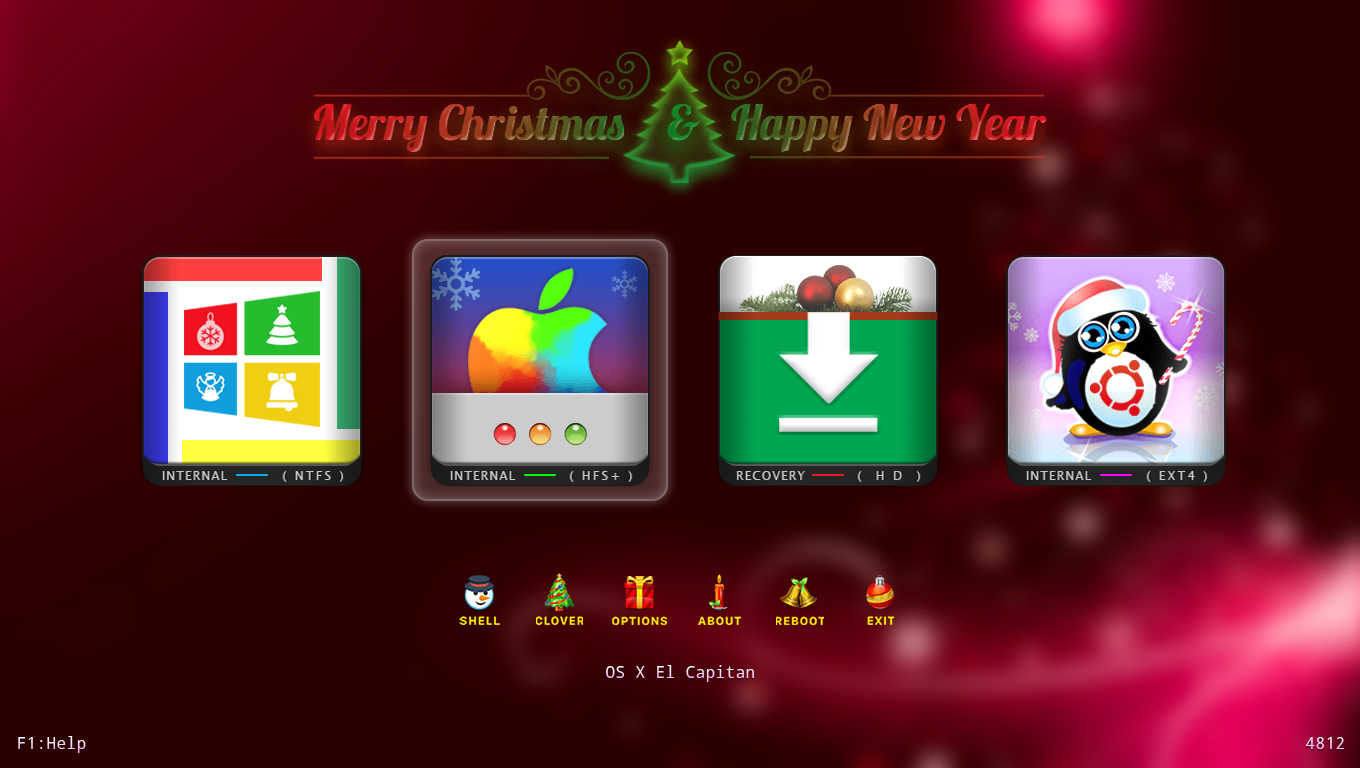 Merry Christmas & Happy New Year
INTERNAL ( NTFS )
INTERNAL ( HFS+ )
RECOVERY ( H D )
INTERNAL ( EXT4 )
SHELL
CLOVER
OPTIONS
ABOUT
REBOOT
EXIT
OS X El Capitan
F1:Help
4812